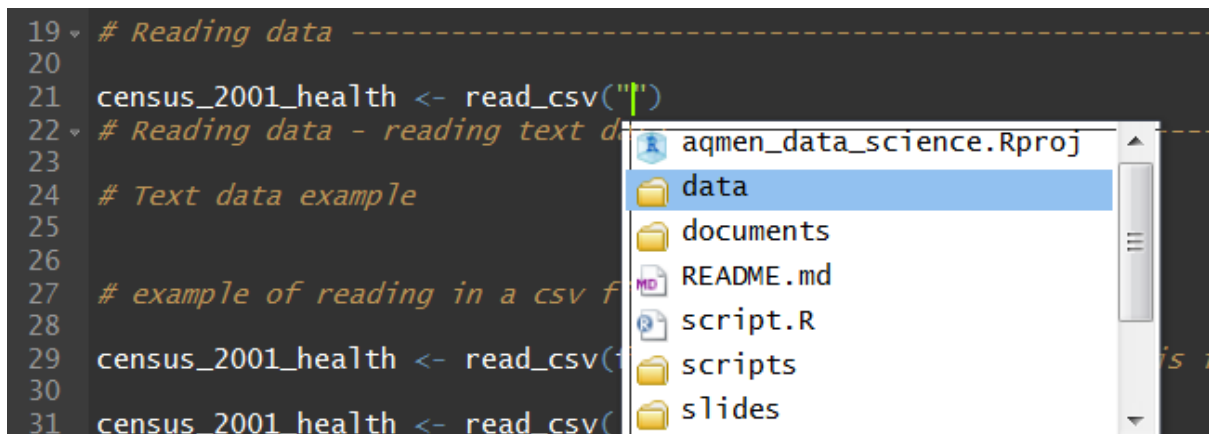 19 # Reading data ----------------------------------------------------
20
21 census_2001_health <- read_csv("")
22 # Reading data - reading text d
23
24 # Text data example
25
26
27 # example of reading in a csv f
28
29 census_2001_health <- read_csv( is
30
31 census_2001_health <- read_csv(
aqmen_data_science.Rproj
data
documents
README.md
script.R
scripts
slides